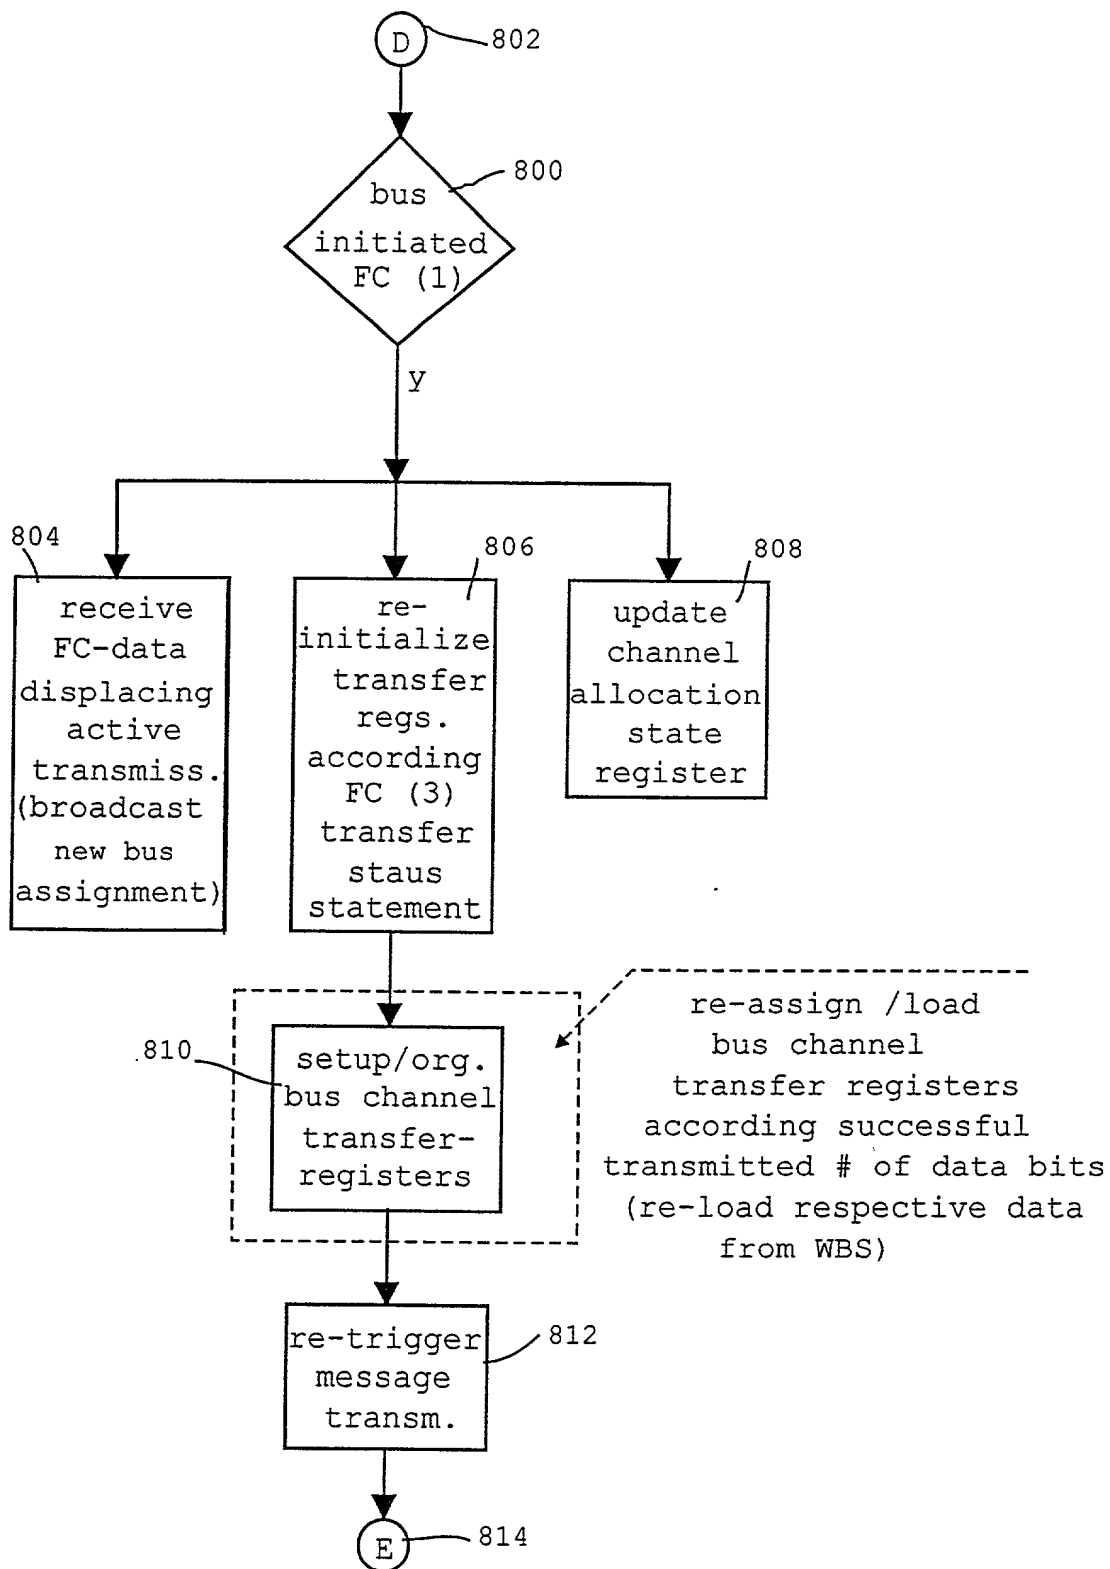 D
802
800
bus
initiated
FC (1)
y
804
receive
FC-data
displacing
active
transmiss.
(broadcast
new bus
assignment)
806
re-
initialize
transfer
regs.
according
FC (3)
transfer
staus
statement
808
update
channel
allocation
state
register
810
setup/org.
bus channel
transfer-
registers
re-assign /load
bus channel
transfer registers
according successful
transmitted # of data bits
(re-load respective data
from WBS)
re-trigger
message
transm.
812
E
814